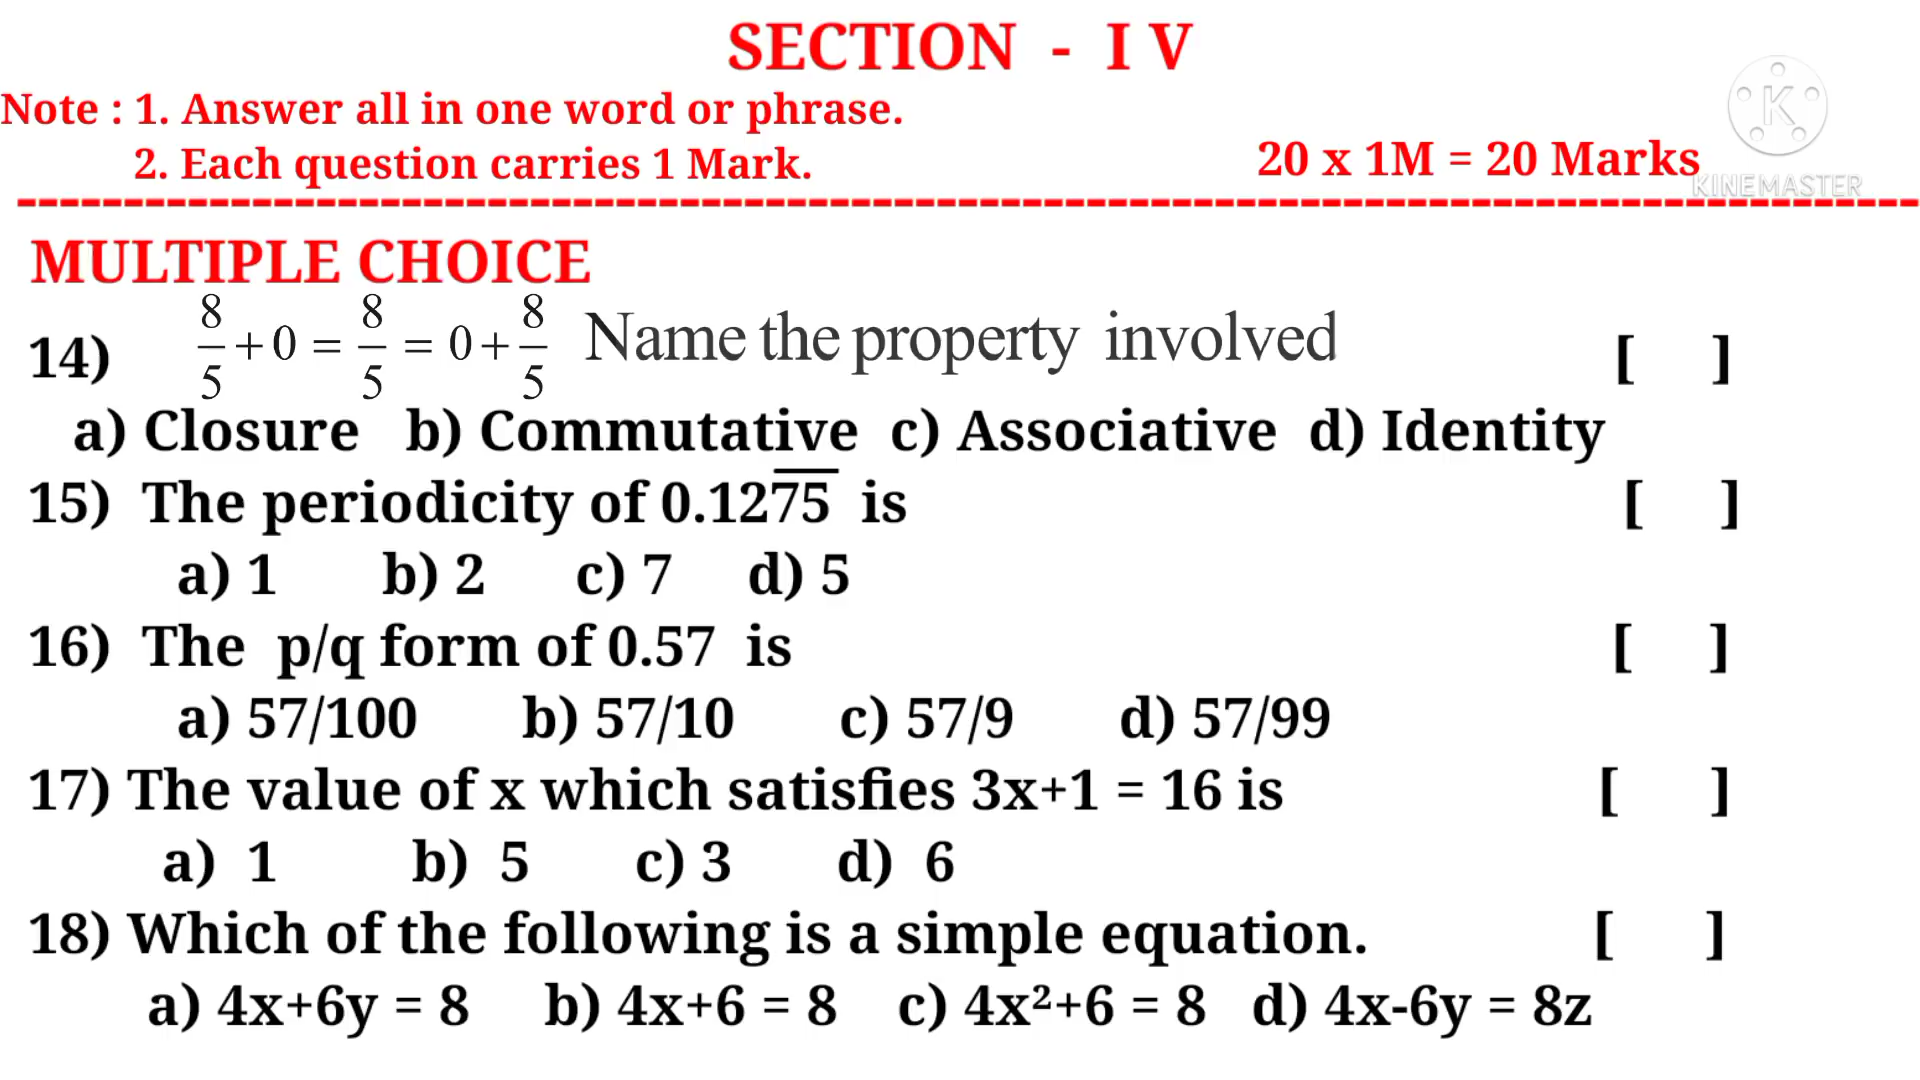 SECTION - I V
Note : 1. Answer all in one word or phrase.
2. Each question carries 1 Mark.
20 x 1M = 20 Marks
K
KINEMASTER
MULTIPLE CHOICE
14) 8/5 + 0 = 8/5 = 0 + 8/5 Name the property involved [ ]
a) Closure b) Commutative c) Associative d) Identity
15) The periodicity of 0.127̅5̅ is [ ]
a) 1 b) 2 c) 7 d) 5
16) The p/q form of 0.57 is [ ]
a) 57/100 b) 57/10 c) 57/9 d) 57/99
17) The value of x which satisfies 3x+1 = 16 is [ ]
a) 1 b) 5 c) 3 d) 6
18) Which of the following is a simple equation. [ ]
a) 4x+6y = 8 b) 4x+6 = 8 c) 4x²+6 = 8 d) 4x-6y = 8z